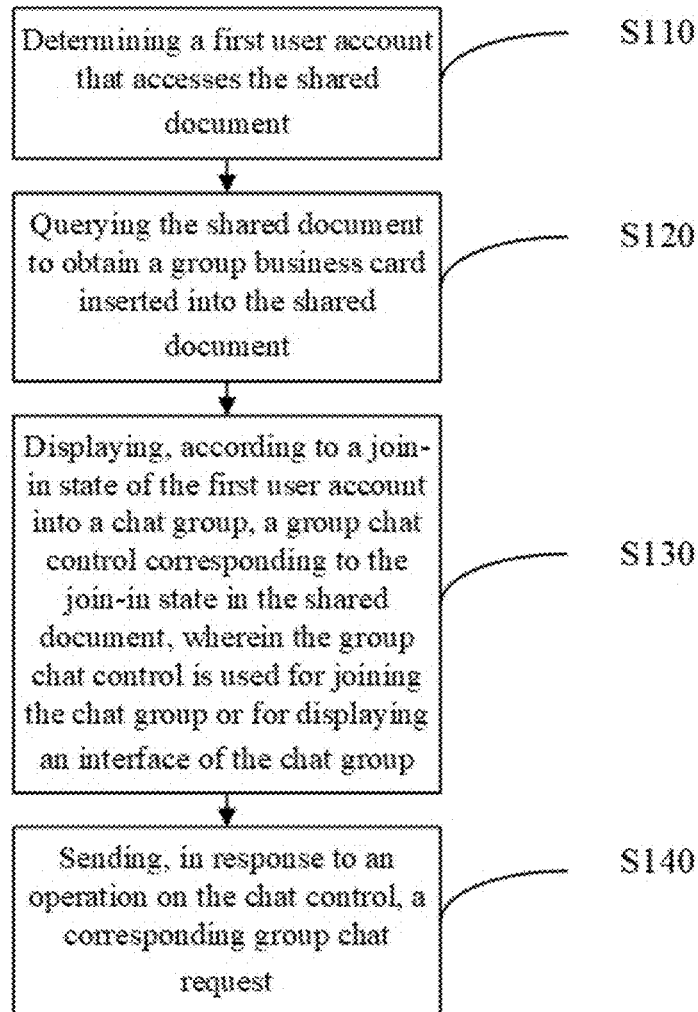 Determining a first user account
that accesses the shared
document
S110
Querying the shared document
to obtain a group business card
inserted into the shared
document
S120
Displaying, according to a join-
in state of the first user account
into a chat group, a group chat
control corresponding to the
join-in state in the shared
document, wherein the group
chat control is used for joining
the chat group or for displaying
an interface of the chat group
S130
Sending, in response to an
operation on the chat control, a
corresponding group chat
request
S140